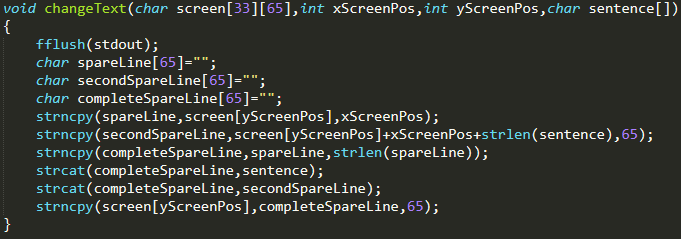 void changeText(char screen[33][65],int xScreenPos,int yScreenPos,char sentence[])
{
fflush(stdout);
char spareLine[65]="";
char secondSpareLine[65]="";
char completeSpareLine[65]="";
strncpy(spareLine,screen[yScreenPos],xScreenPos);
strncpy(secondSpareLine,screen[yScreenPos]+xScreenPos+strlen(sentence),65);
strncpy(completeSpareLine,spareLine,strlen(spareLine));
strcat(completeSpareLine,sentence);
strcat(completeSpareLine,secondSpareLine);
strncpy(screen[yScreenPos],completeSpareLine,65);
}